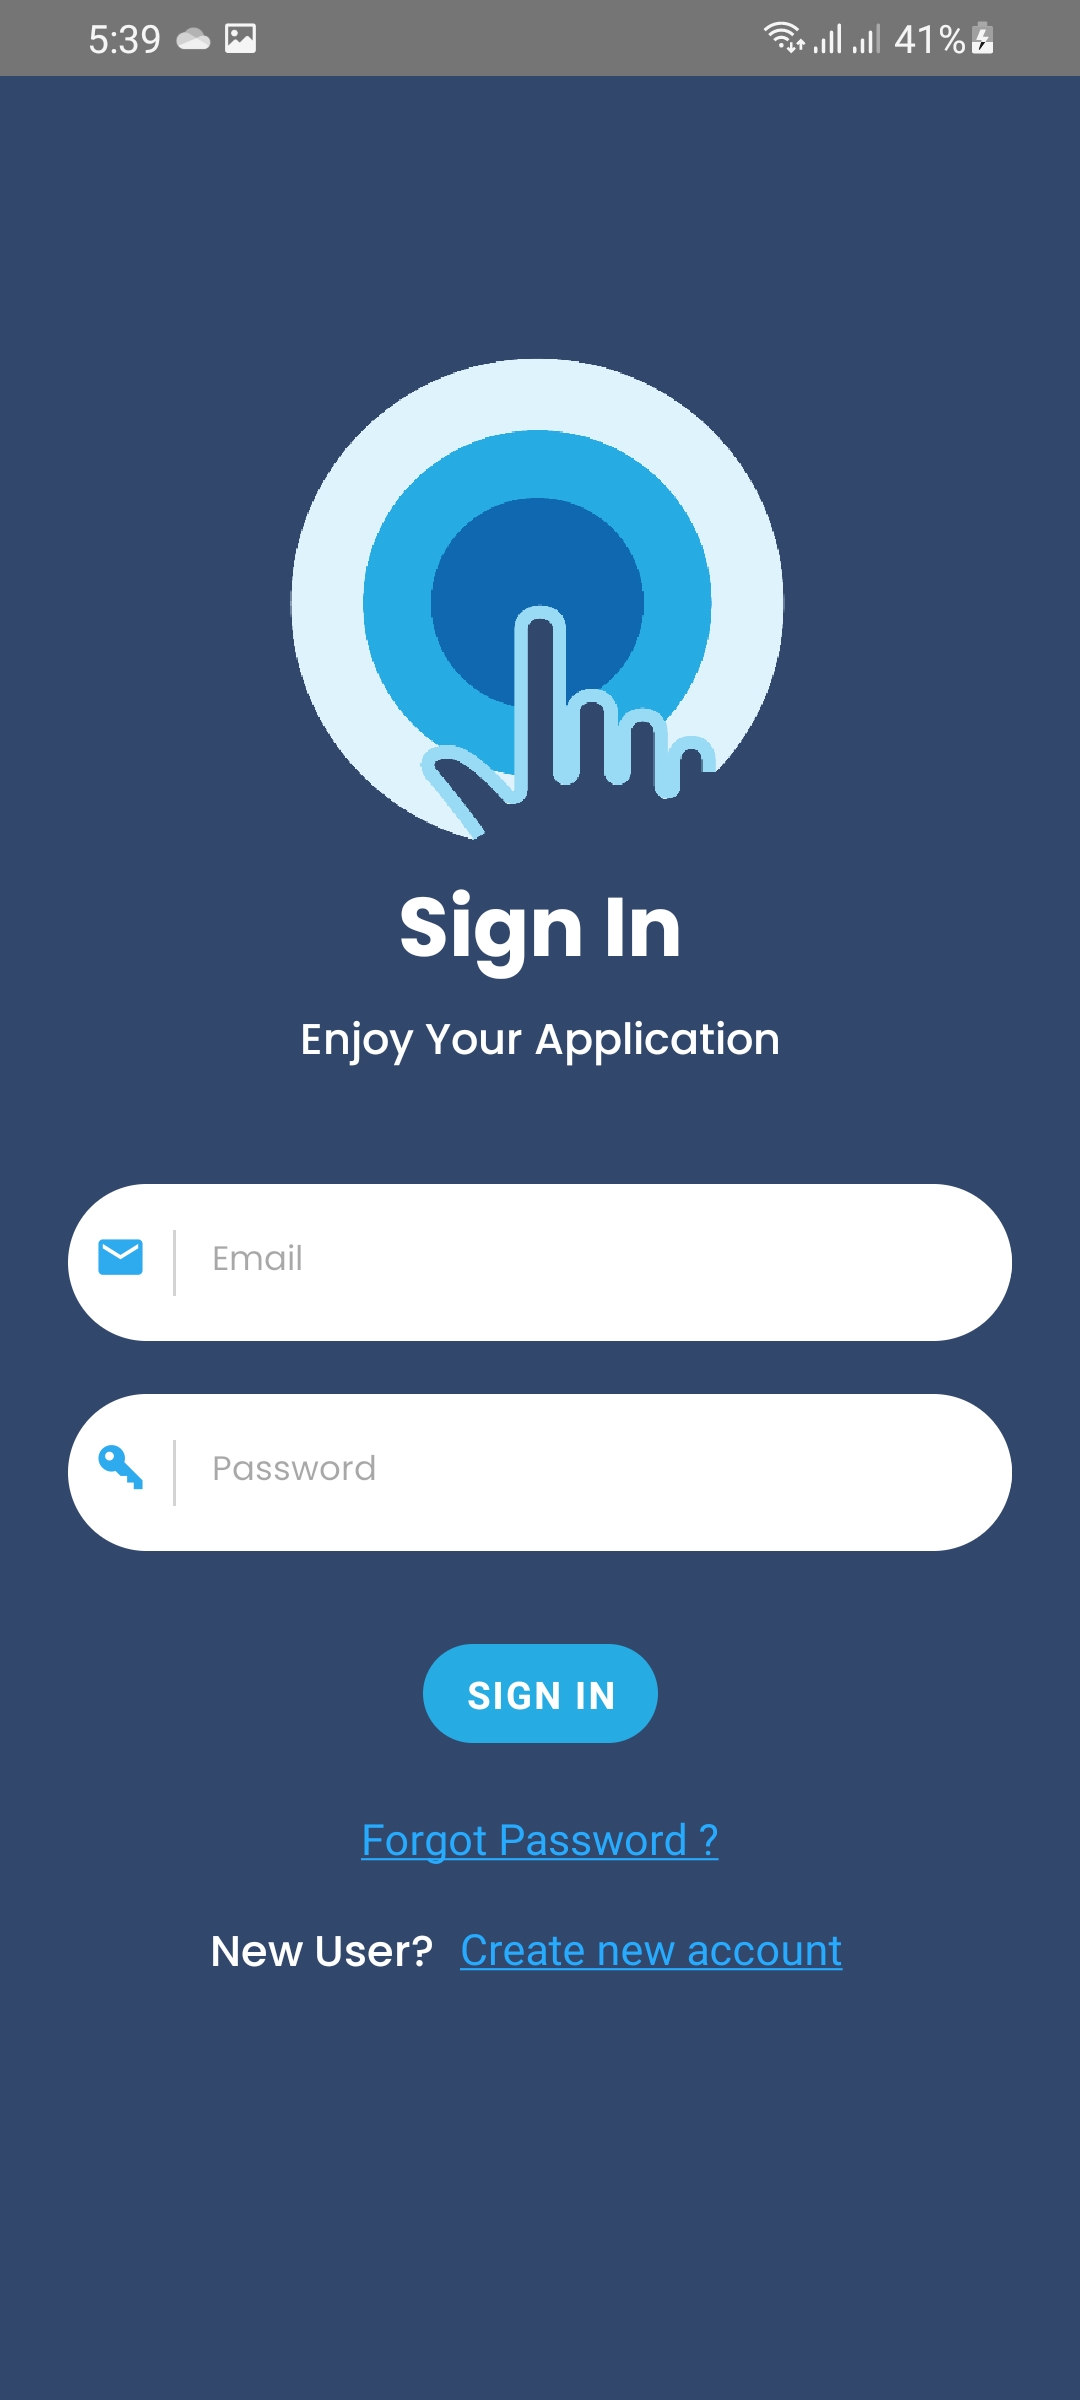 5:39 41%
Sign In
Enjoy Your Application
Email
Password
SIGN IN
Forgot Password ?
New User? Create new account